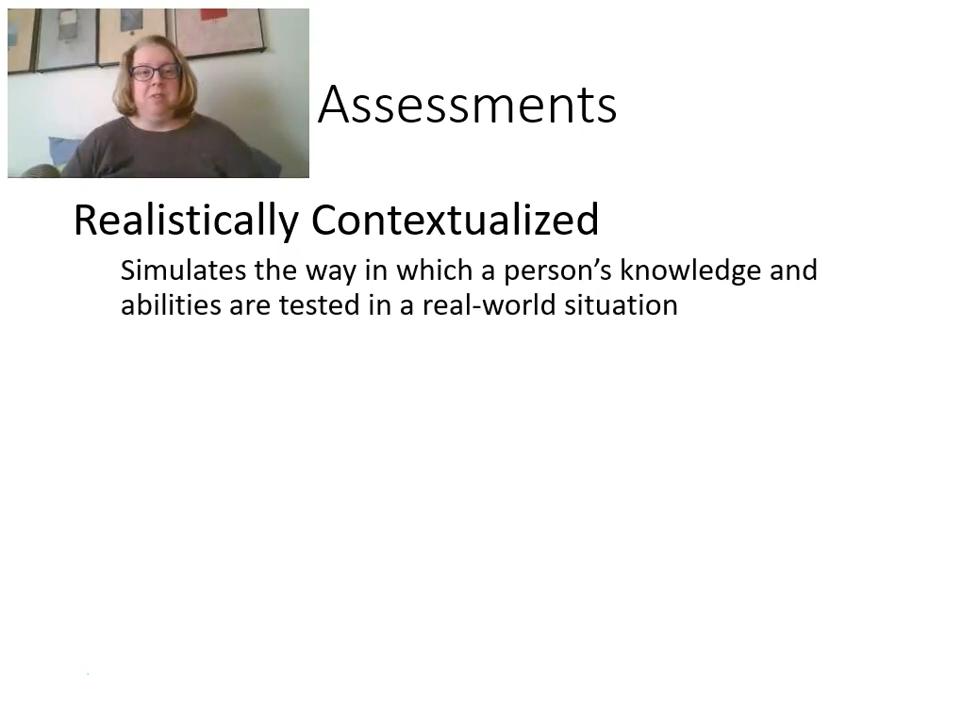 Assessments
Realistically Contextualized
Simulates the way in which a person’s knowledge and
abilities are tested in a real-world situation